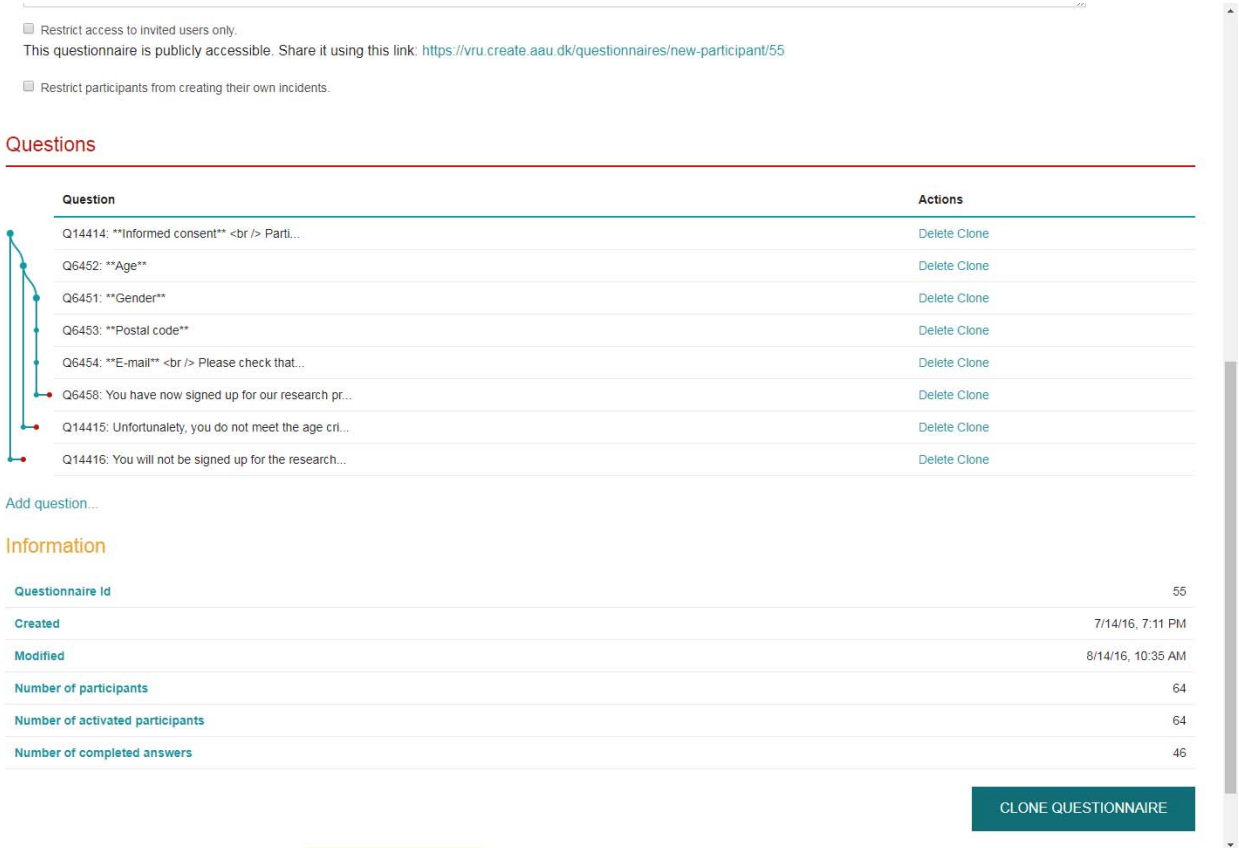 Restrict access to invited users only.
This questionnaire is publicly accessible. Share it using this link: https://vru.create.aau.dk/questionnaires/new-participant/55
Restrict participants from creating their own incidents.
Questions
Question Actions
Q14414: **Informed consent** <br /> Parti... Delete Clone
Q6452: **Age** Delete Clone
Q6451: **Gender** Delete Clone
Q6453: **Postal code** Delete Clone
Q6454: **E-mail** <br /> Please check that... Delete Clone
Q6458: You have now signed up for our research pr... Delete Clone
Q14415: Unfortunalety, you do not meet the age cri... Delete Clone
Q14416: You will not be signed up for the research... Delete Clone
Add question...
Information
Questionnaire Id 55
Created 7/14/16, 7:11 PM
Modified 8/14/16, 10:35 AM
Number of participants 64
Number of activated participants 64
Number of completed answers 46
CLONE QUESTIONNAIRE